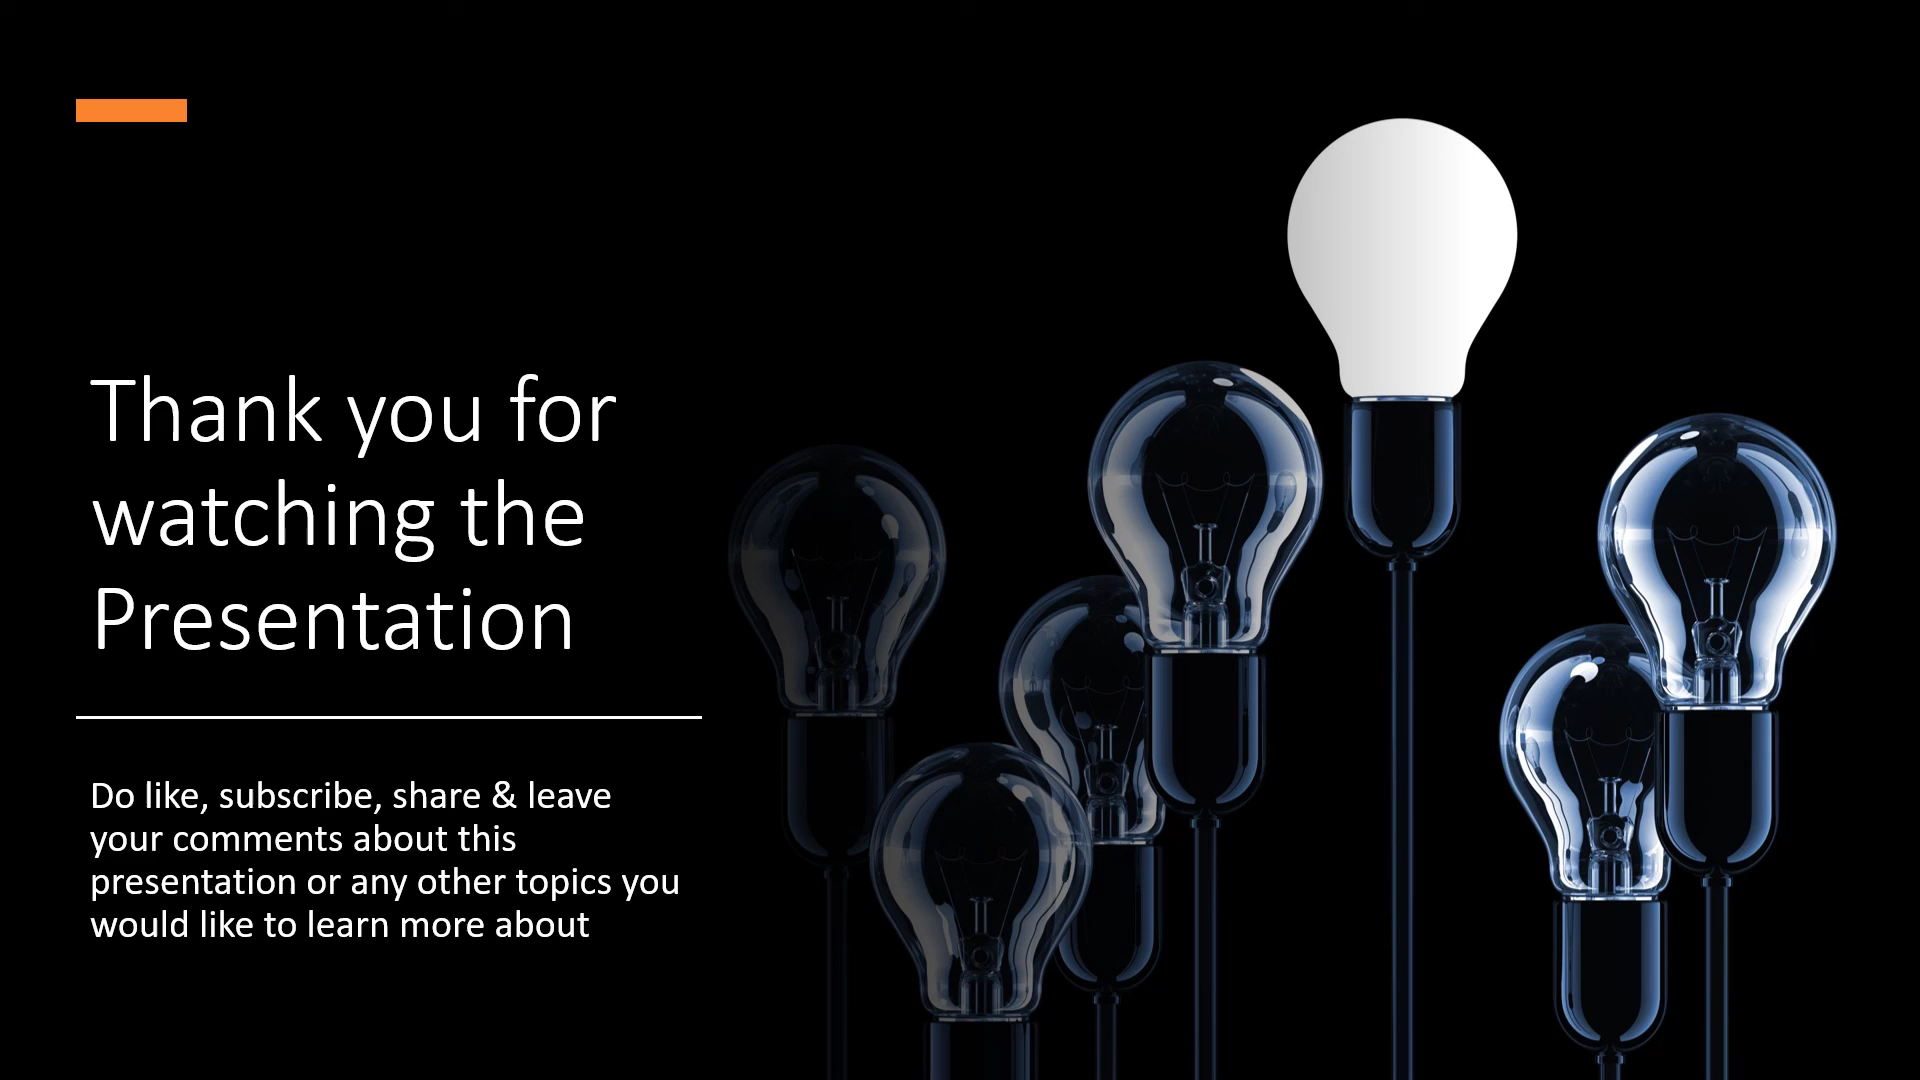 Thank you for
watching the
Presentation
Do like, subscribe, share & leave
your comments about this
presentation or any other topics you
would like to learn more about